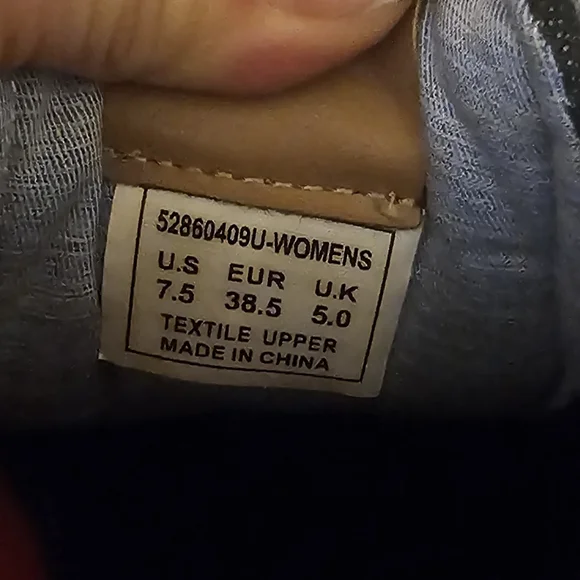 52860409U-WOMENS
U.S EUR U.K
7.5 38.5 5.0
TEXTILE UPPER
MADE IN CHINA